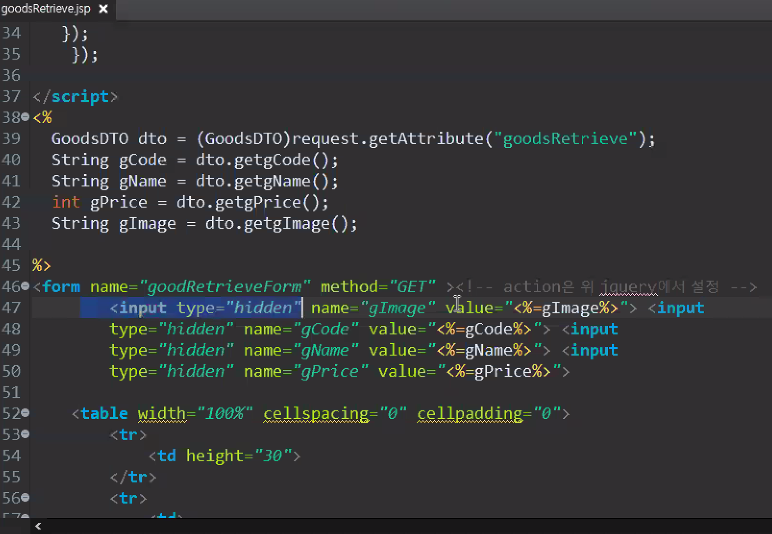 goodsRetrieve.jsp
34 });
35 });
36
37 </script>
38 <%
39 GoodsDTO dto = (GoodsDTO)request.getAttribute("goodsRetrieve");
40 String gCode = dto.getgCode();
41 String gName = dto.getgName();
42 int gPrice = dto.getgPrice();
43 String gImage = dto.getgImage();
44
45 %>
46 <form name="goodRetrieveForm" method="GET" ><!-- action은 위 jquery에서 설정 -->
47 <input type="hidden" name="gImage" value="<%=gImage%>"> <input
48 type="hidden" name="gCode" value="<%=gCode%>"> <input
49 type="hidden" name="gName" value="<%=gName%>"> <input
50 type="hidden" name="gPrice" value="<%=gPrice%>">
51
52 <table width="100%" cellspacing="0" cellpadding="0">
53 <tr>
54 <td height="30">
55 </tr>
56 <tr>
57 <td>